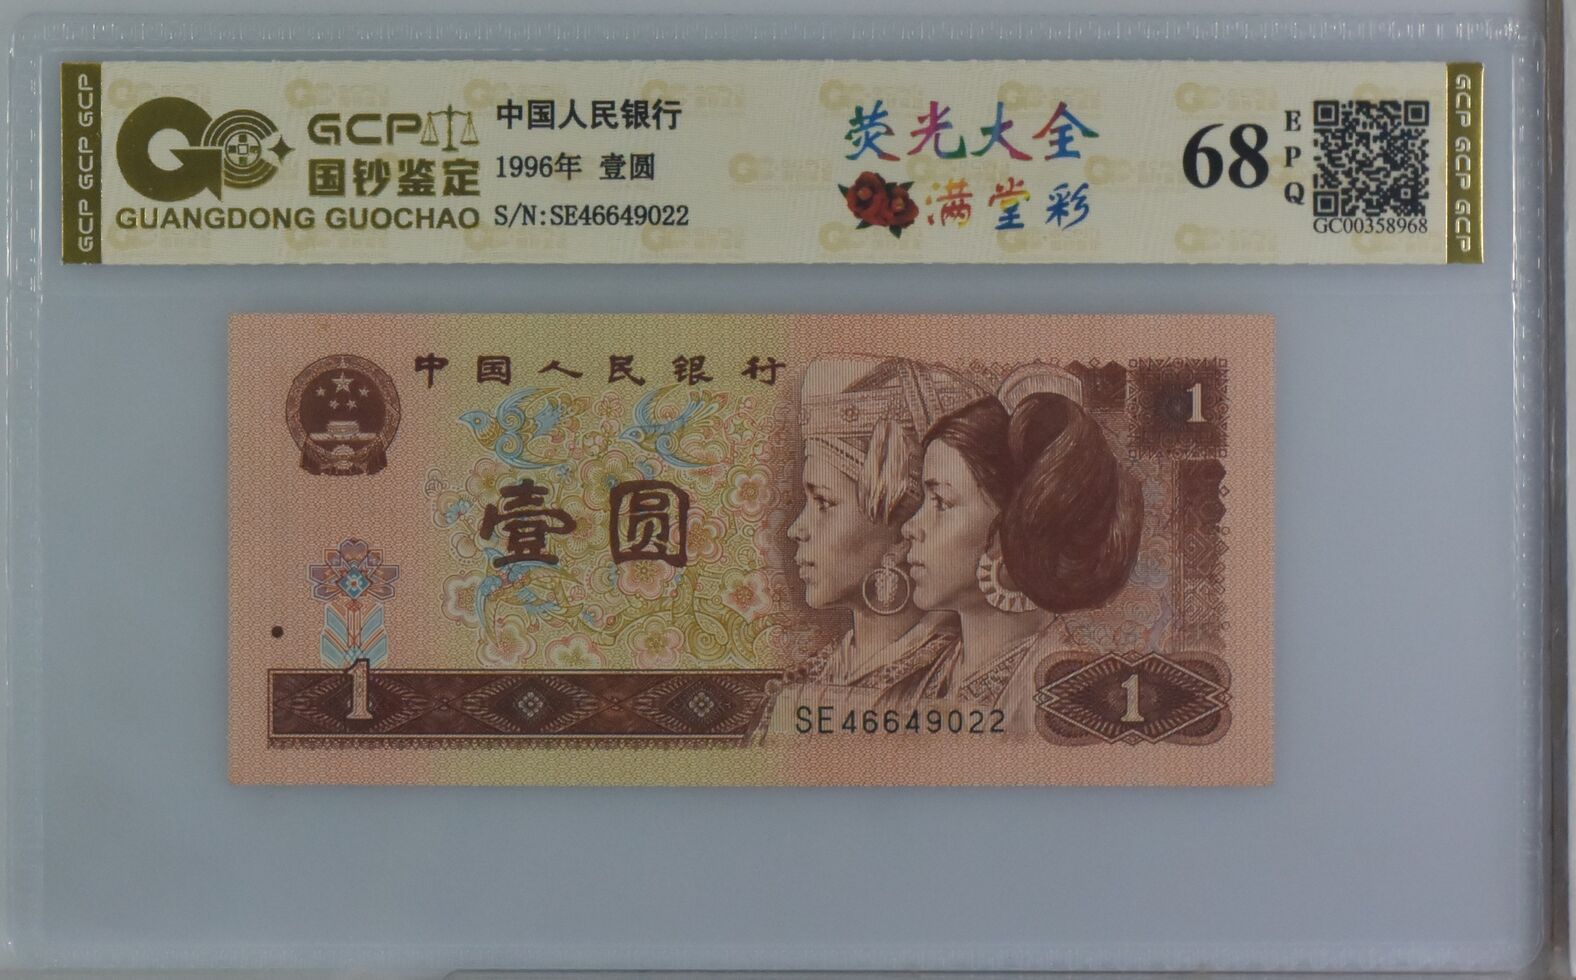 GCP GCP GCP
GCP
国钞鉴定
GUANGDONG GUOCHAO
中国人民银行
1996年 壹圆
S/N:SE46649022
荧光大全
满堂彩
68
EPQ
GC00358968
GCP GCP GCP
中国人民银行
1
壹圆
1
SE46649022
1